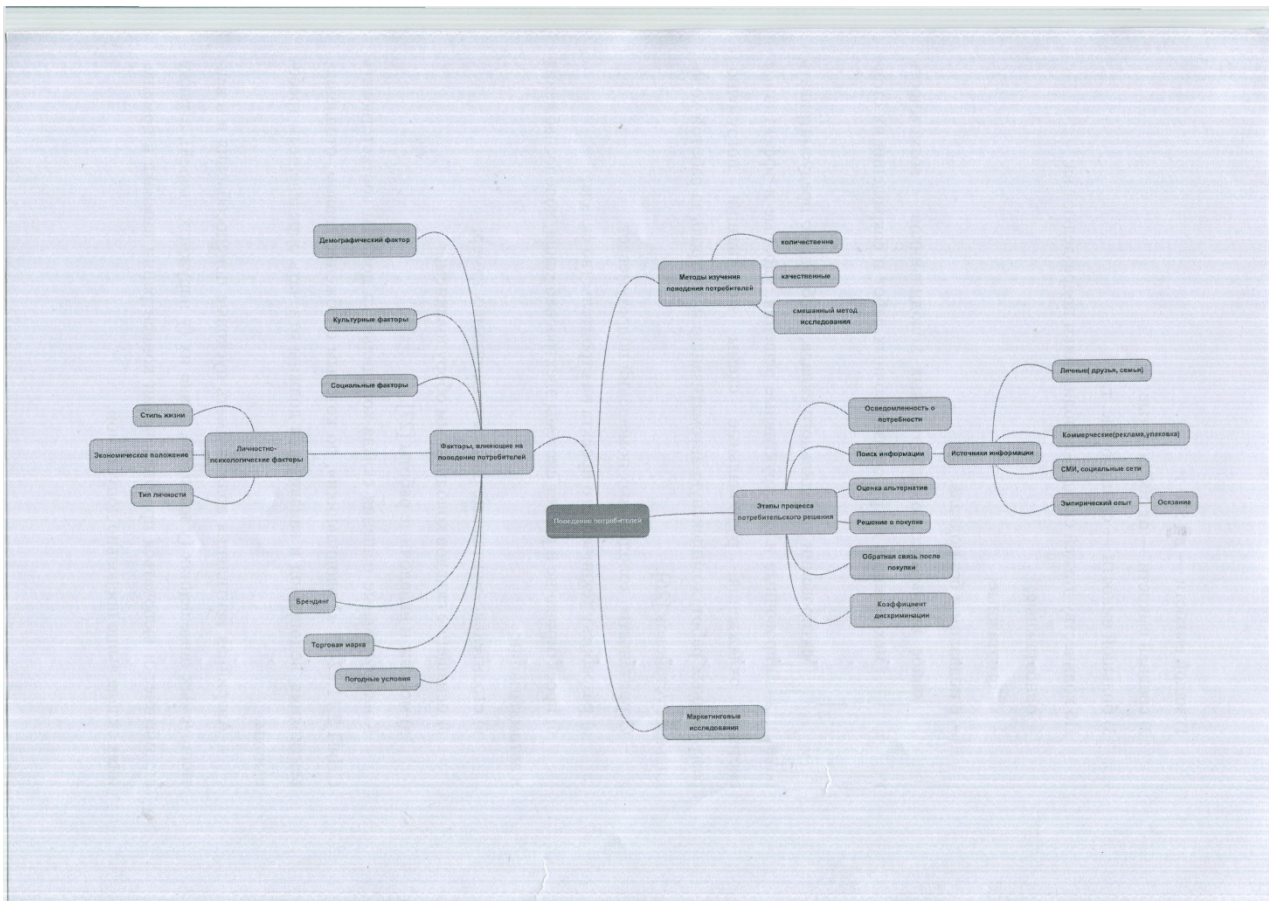 Демографический фактор
Культурные факторы
Социальные факторы
Стиль жизни
Экономическое положение
Тип личности
Личностно-
психологические факторы
Факторы, влияющие на
поведение потребителей
Брендинг
Торговая марка
Погодные условия
Поведение потребителей
Методы изучения
поведения потребителей
количественна
качественные
смешанный метод
исследования
Этапы процесса
потребительского решения
Осведомленность о
потребности
Поиск информации
Оценка альтернатив
Решение о покупке
Обратная связь после
покупки
Коэффициент
дискриминации
Источники информации
Личные( друзья, семья)
Коммерческие(реклама,упаковка)
СМИ, социальные сети
Эмпирический опыт
Осязание
Маркетинговые
исследования